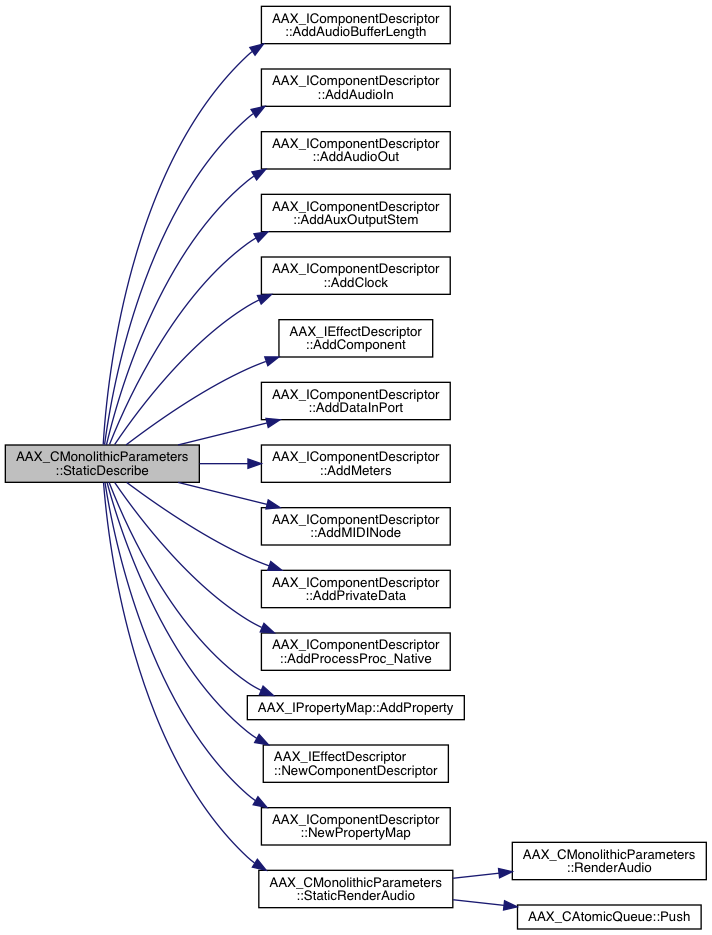 AAX_IComponentDescriptor
::AddAudioBufferLength
AAX_IComponentDescriptor
::AddAudioIn
AAX_IComponentDescriptor
::AddAudioOut
AAX_IComponentDescriptor
::AddAuxOutputStem
AAX_IComponentDescriptor
::AddClock
AAX_IEffectDescriptor
::AddComponent
AAX_IComponentDescriptor
::AddDataInPort
AAX_CMonolithicParameters
::StaticDescribe
AAX_IComponentDescriptor
::AddMeters
AAX_IComponentDescriptor
::AddMIDINode
AAX_IComponentDescriptor
::AddPrivateData
AAX_IComponentDescriptor
::AddProcessProc_Native
AAX_IPropertyMap::AddProperty
AAX_IEffectDescriptor
::NewComponentDescriptor
AAX_IComponentDescriptor
::NewPropertyMap
AAX_CMonolithicParameters
::StaticRenderAudio
AAX_CMonolithicParameters
::RenderAudio
AAX_CAtomicQueue::Push